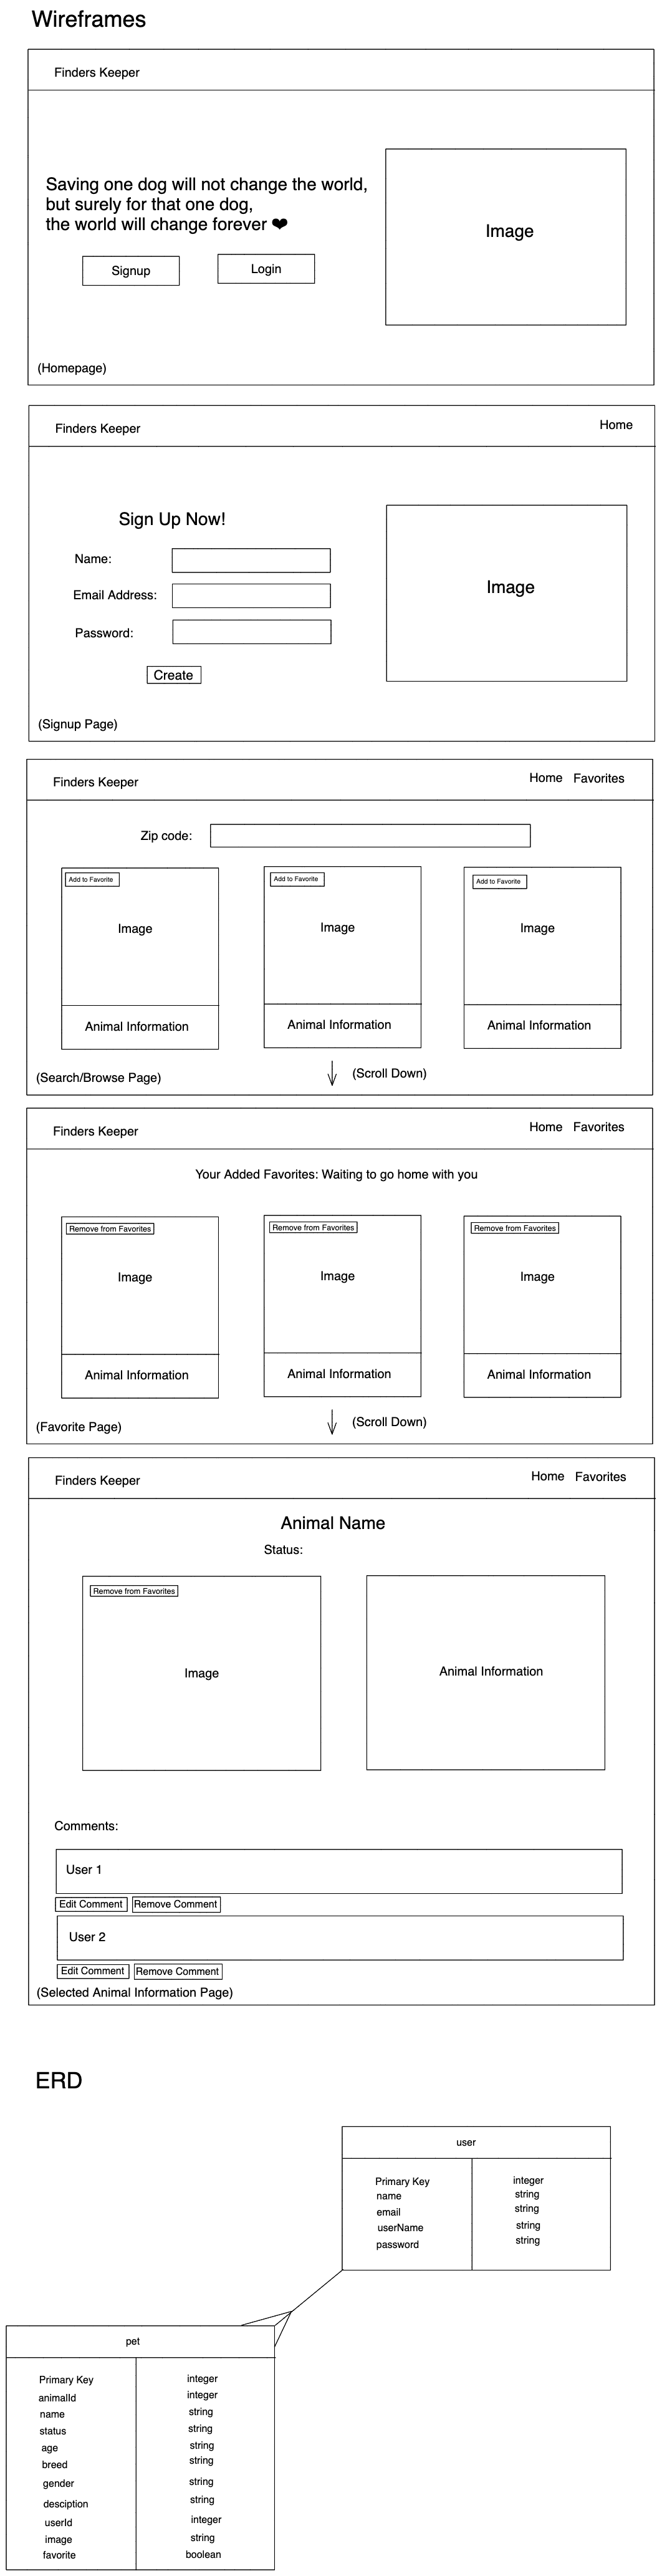 Wireframes
Finders Keeper
Saving one dog will not change the world,
but surely for that one dog,
the world will change forever ❤
Image
Signup
Login
(Homepage)
Finders Keeper
Home
Sign Up Now!
Name:
Email Address:
Password:
Create
Image
(Signup Page)
Finders Keeper
Home Favorites
Zip code:
Add to Favorite
Add to Favorite
Add to Favorite
Image
Image
Image
Animal Information
Animal Information
Animal Information
(Search/Browse Page)
(Scroll Down)
Finders Keeper
Home Favorites
Your Added Favorites: Waiting to go home with you
Remove from Favorites
Remove from Favorites
Remove from Favorites
Image
Image
Image
Animal Information
Animal Information
Animal Information
(Favorite Page)
(Scroll Down)
Finders Keeper
Home Favorites
Animal Name
Status:
Remove from Favorites
Image
Animal Information
Comments:
User 1
Edit Comment
Remove Comment
User 2
Edit Comment
Remove Comment
(Selected Animal Information Page)
ERD
user
Primary Key integer
name string
email string
userName string
password string
pet
Primary Key integer
animalId integer
name string
status string
age string
breed string
gender string
desciption string
userId integer
image string
favorite boolean